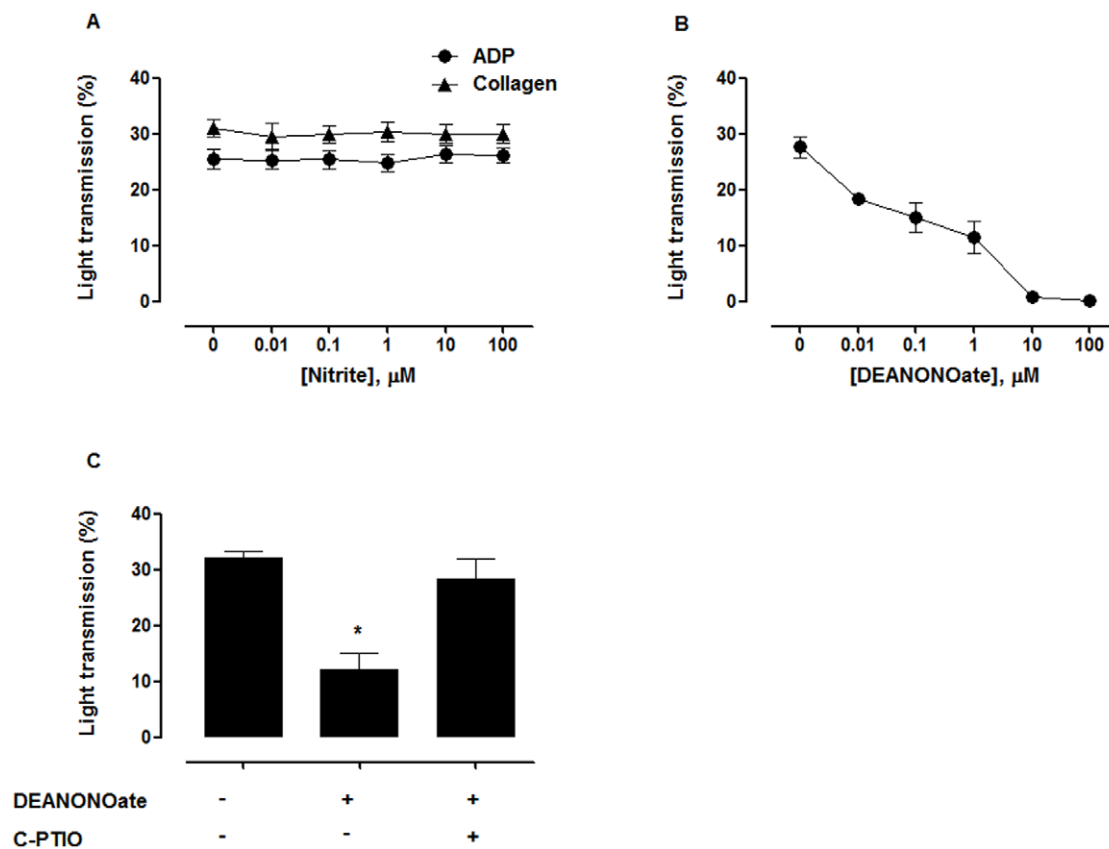 A
ADP
Collagen
Light transmission (%)
40
30
20
10
0
0 0.01 0.1 1 10 100
[Nitrite], μM
B
Light transmission (%)
40
30
20
10
0
0 0.01 0.1 1 10 100
[DEANONOate], μM
C
Light transmission (%)
40
30
20
10
0
*
DEANONOate - + +
C-PTIO - - +